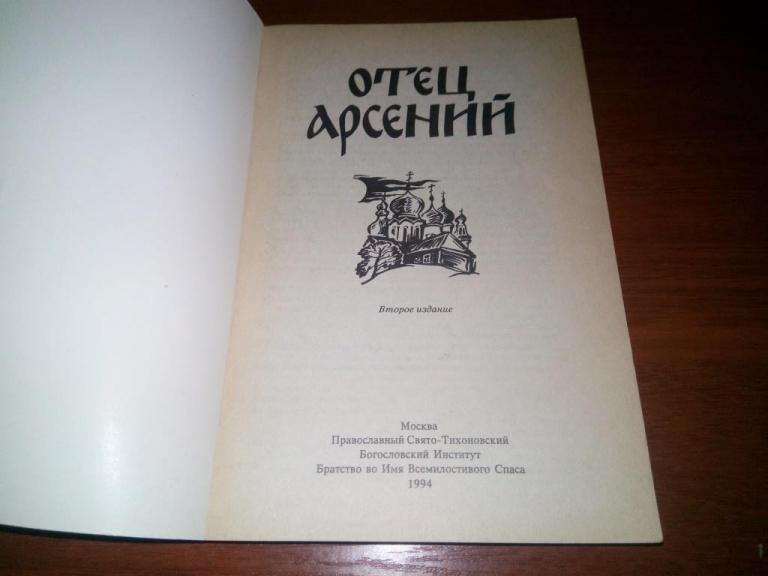 ОТЕЦ
АРСЕНИЙ
Второе издание
Москва
Православный Свято-Тихоновский
Богословский Институт
Братство во Имя Всемилостивого Спаса
1994